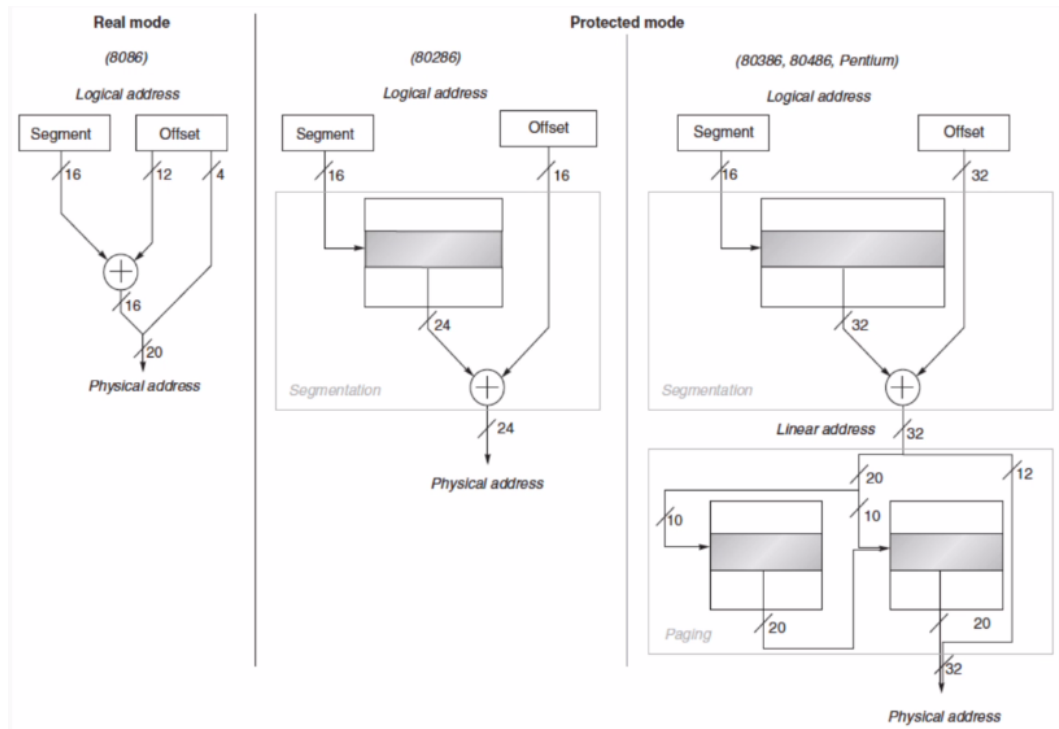 Real mode
Protected mode
(8086)
(80286)
(80386, 80486, Pentium)
Logical address
Logical address
Logical address
Segment
Offset
Segment
Offset
Segment
Offset
16
12
4
16
16
16
32
16
20
Physical address
24
Segmentation
24
Physical address
32
Segmentation
Linear address
32
20
12
10
10
20
20
Paging
32
Physical address